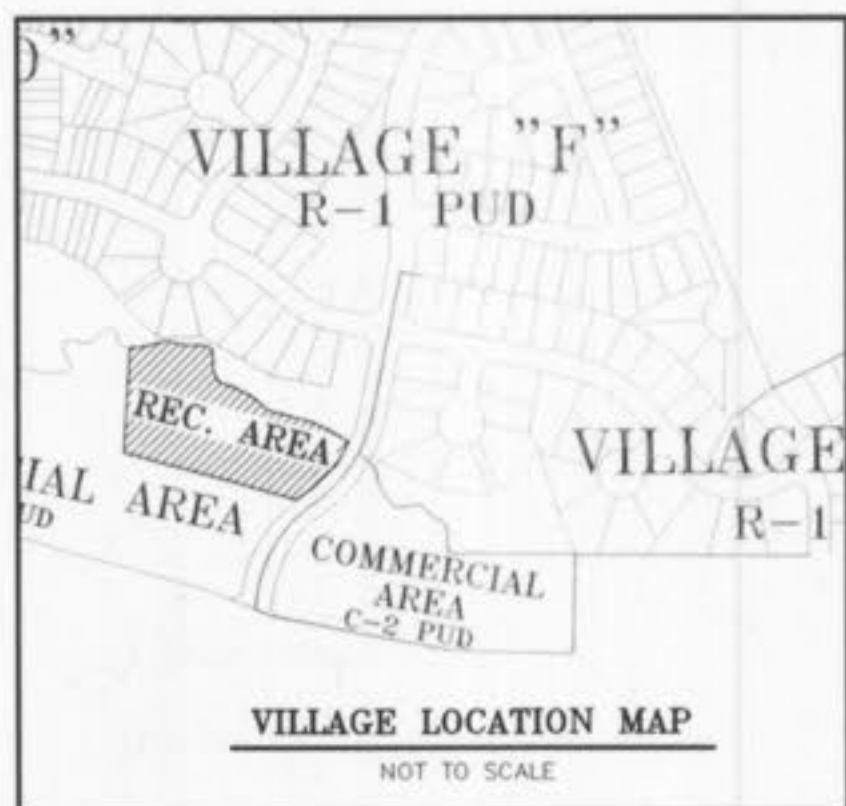 D"
VILLAGE "F"
R-1 PUD
REC. AREA
CIAL AREA
UD
VILLAGE
R-1
COMMERCIAL
AREA
C-2 PUD
VILLAGE LOCATION MAP
NOT TO SCALE